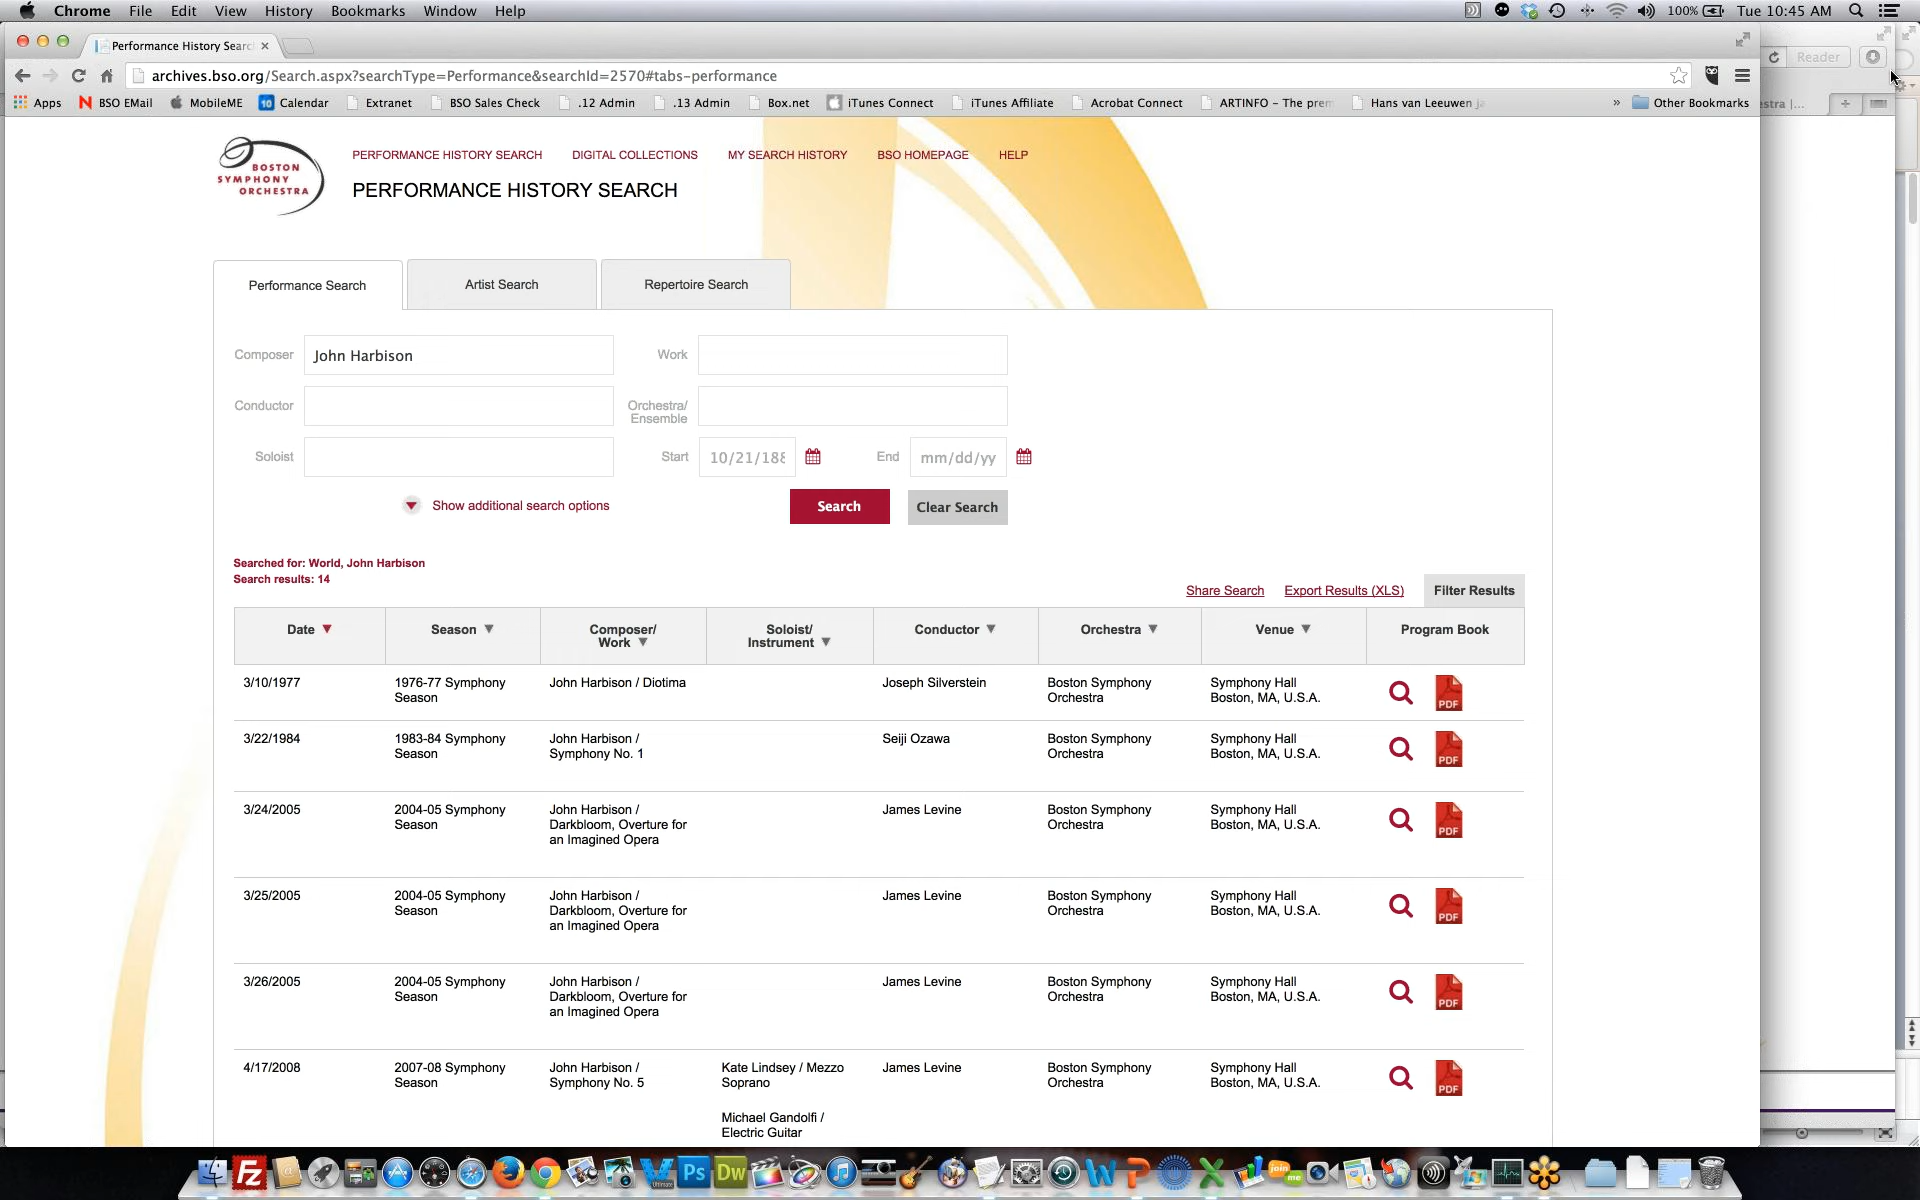 Chrome File Edit View History Bookmarks Window Help
100% Tue 10:45 AM
Performance History Searc
archives.bso.org/Search.aspx?searchType=Performance&searchId=2570#tabs-performance
Reader
Apps BSO EMail MobileME 10 Calendar Extranet BSO Sales Check .12 Admin .13 Admin Box.net iTunes Connect iTunes Affiliate Acrobat Connect ARTINFO – The prem Hans van Leeuwen ja » Other Bookmarks
BOSTON
SYMPHONY
ORCHESTRA
PERFORMANCE HISTORY SEARCH DIGITAL COLLECTIONS MY SEARCH HISTORY BSO HOMEPAGE HELP
PERFORMANCE HISTORY SEARCH
Performance Search Artist Search Repertoire Search
Composer John Harbison Work
Conductor Orchestra/
Ensemble
Soloist Start 10/21/188 End mm/dd/yy
Show additional search options Search Clear Search
Searched for: World, John Harbison
Search results: 14
Share Search Export Results (XLS) Filter Results
Date Season Composer/ Soloist/ Conductor Orchestra Venue Program Book
Work Instrument
3/10/1977 1976-77 Symphony John Harbison / Diotima Joseph Silverstein Boston Symphony Symphony Hall
Season Orchestra Boston, MA, U.S.A. PDF
3/22/1984 1983-84 Symphony John Harbison / Seiji Ozawa Boston Symphony Symphony Hall
Season Symphony No. 1 Orchestra Boston, MA, U.S.A. PDF
3/24/2005 2004-05 Symphony John Harbison / James Levine Boston Symphony Symphony Hall
Season Darkbloom, Overture for Orchestra Boston, MA, U.S.A. PDF
an Imagined Opera
3/25/2005 2004-05 Symphony John Harbison / James Levine Boston Symphony Symphony Hall
Season Darkbloom, Overture for Orchestra Boston, MA, U.S.A. PDF
an Imagined Opera
3/26/2005 2004-05 Symphony John Harbison / James Levine Boston Symphony Symphony Hall
Season Darkbloom, Overture for Orchestra Boston, MA, U.S.A. PDF
an Imagined Opera
4/17/2008 2007-08 Symphony John Harbison / Kate Lindsey / Mezzo James Levine Boston Symphony Symphony Hall
Season Symphony No. 5 Soprano Orchestra Boston, MA, U.S.A. PDF
Michael Gandolfi /
Electric Guitar
Fz Ps Dw join me